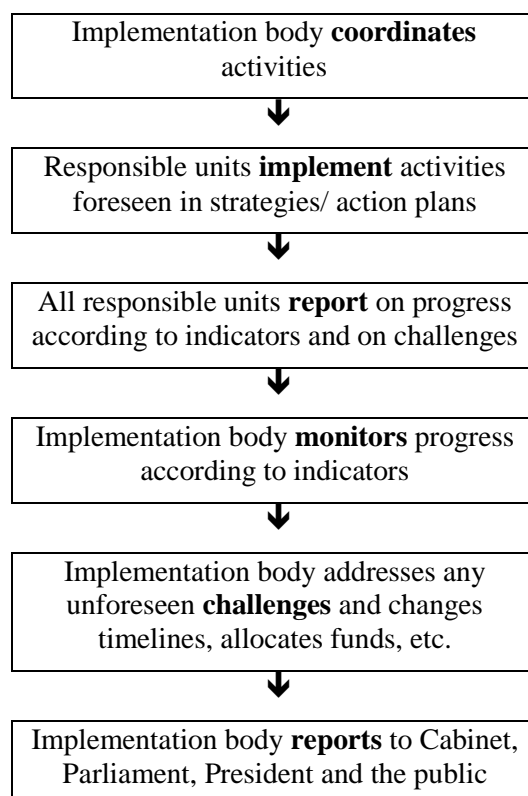 Implementation body coordinates
activities
Responsible units implement activities
foreseen in strategies/ action plans
All responsible units report on progress
according to indicators and on challenges
Implementation body monitors progress
according to indicators
Implementation body addresses any
unforeseen challenges and changes
timelines, allocates funds, etc.
Implementation body reports to Cabinet,
Parliament, President and the public